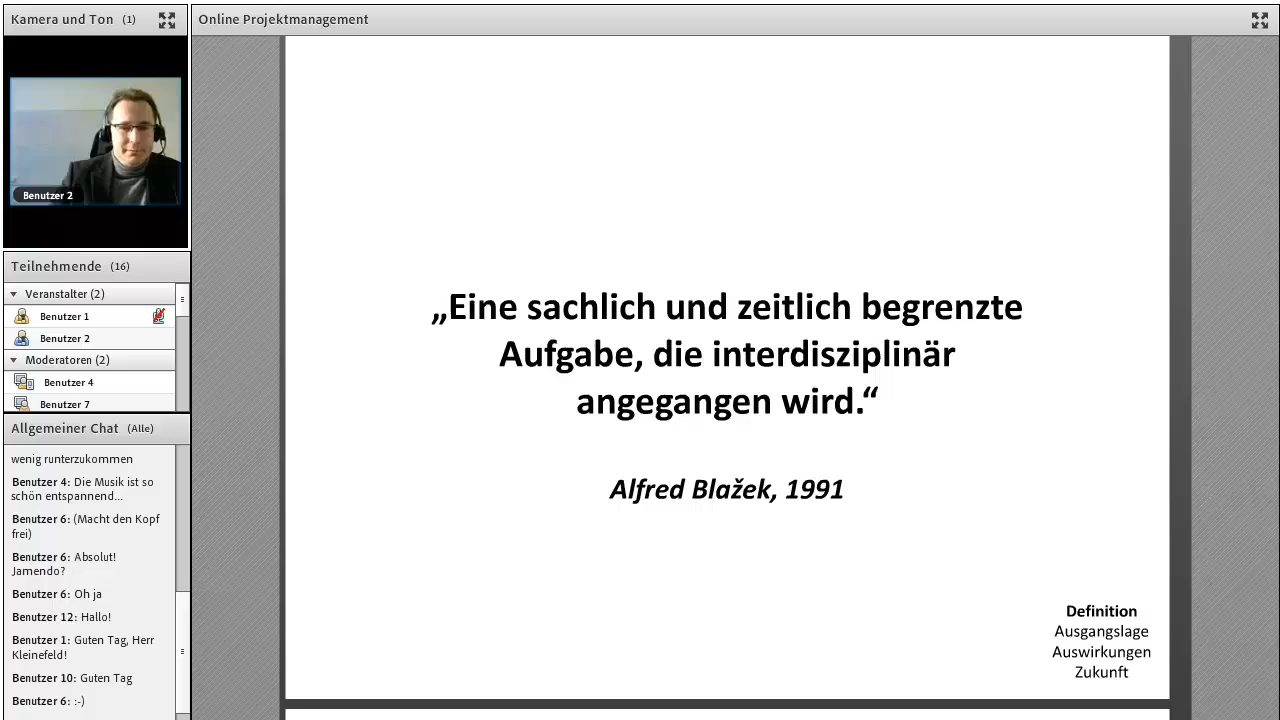 Kamera und Ton (1)
Benutzer 2
Teilnehmende (16)
Veranstalter (2)
Benutzer 1
Benutzer 2
Moderatoren (2)
Benutzer 4
Benutzer 7
Allgemeiner Chat (Alle)
wenig runterzukommen
Benutzer 4: Die Musik ist so
schön entspannend...
Benutzer 6: (Macht den Kopf
frei)
Benutzer 6: Absolut!
Jamendo?
Benutzer 6: Oh ja
Benutzer 12: Hallo!
Benutzer 1: Guten Tag, Herr
Kleinefeld!
Benutzer 10: Guten Tag
Benutzer 6: :-)
Online Projektmanagement
„Eine sachlich und zeitlich begrenzte
Aufgabe, die interdisziplinär
angegangen wird.“
Alfred Blažek, 1991
Definition
Ausgangslage
Auswirkungen
Zukunft